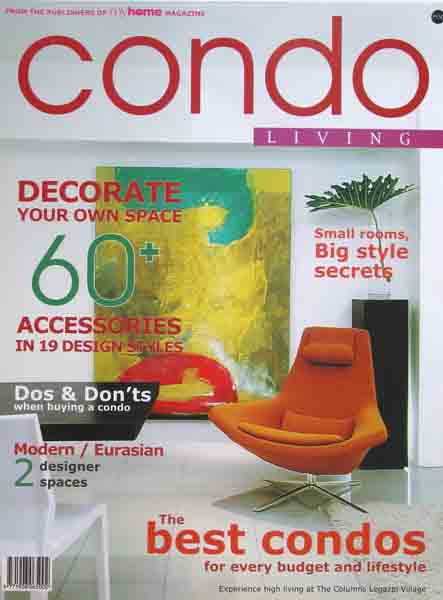 FROM THE PUBLISHERS OF MYhome MAGAZINE
condo
LIVING
DECORATE
YOUR OWN SPACE
60+
ACCESSORIES
IN 19 DESIGN STYLES
Small rooms,
Big style
secrets
Dos & Don'ts
when buying a condo
Modern / Eurasian
2 designer
spaces
The
best condos
for every budget and lifestyle
Experience high living at The Columns Legazpi Village